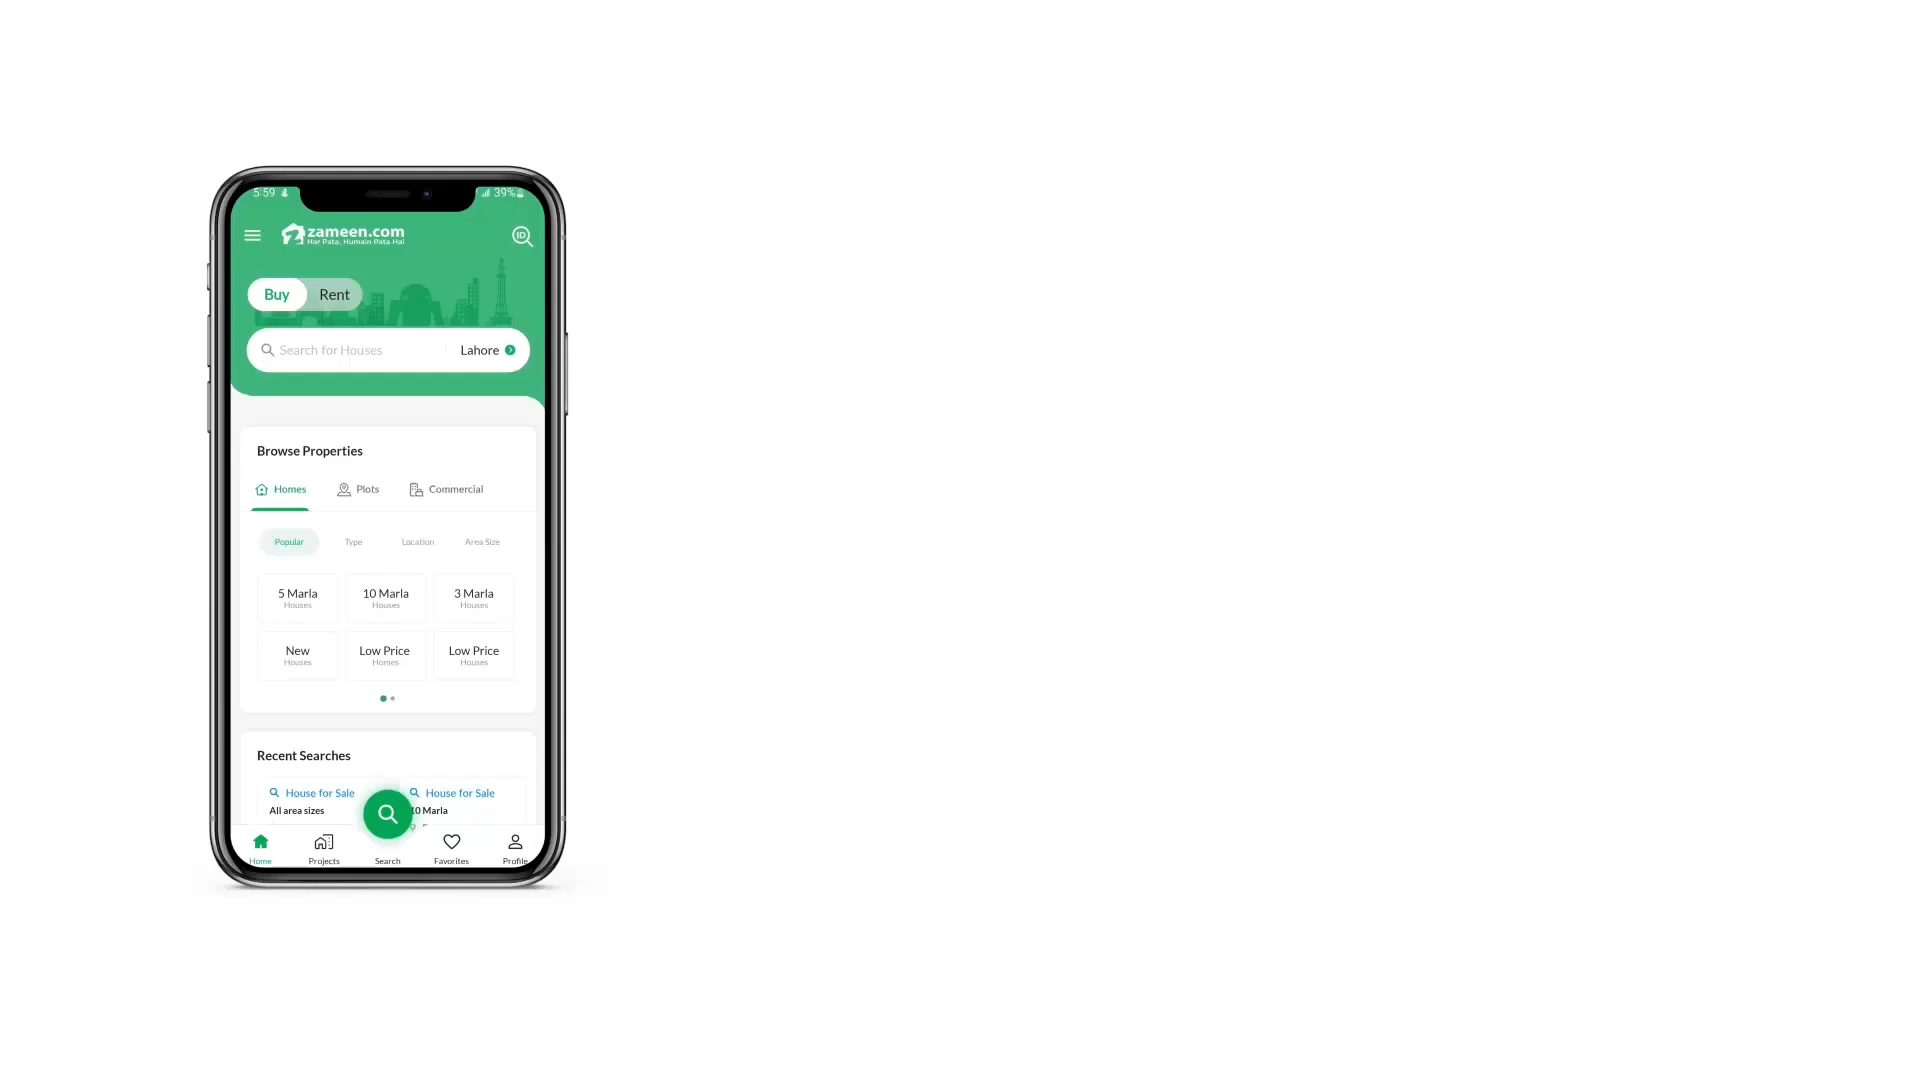 5:59
39%
zameen.com
Har Pata, Humain Pata Hai
ID
Buy Rent
Search for Houses Lahore
Browse Properties
Homes Plots Commercial
Popular Type Location Area Size
5 Marla 10 Marla 3 Marla
Houses Houses Houses
New Low Price Low Price
Houses Homes Houses
Recent Searches
House for Sale House for Sale
All area sizes 10 Marla
Home Projects Search Favorites Profile